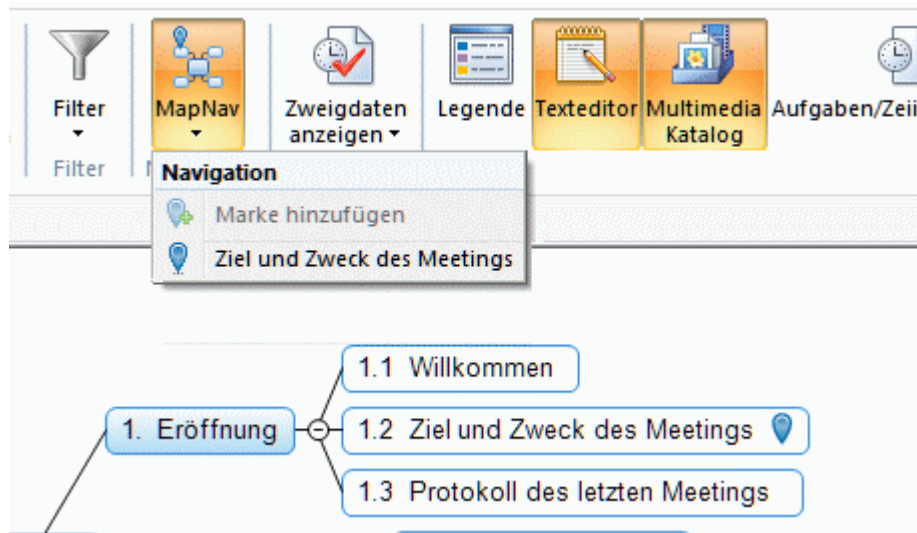 Filter
MapNav
Zweigdaten
anzeigen
Legende
Texteditor
Multimedia
Katalog
Filter
Navigation
Marke hinzufügen
Ziel und Zweck des Meetings
1.1 Willkommen
1. Eröffnung
1.2 Ziel und Zweck des Meetings
1.3 Protokoll des letzten Meetings